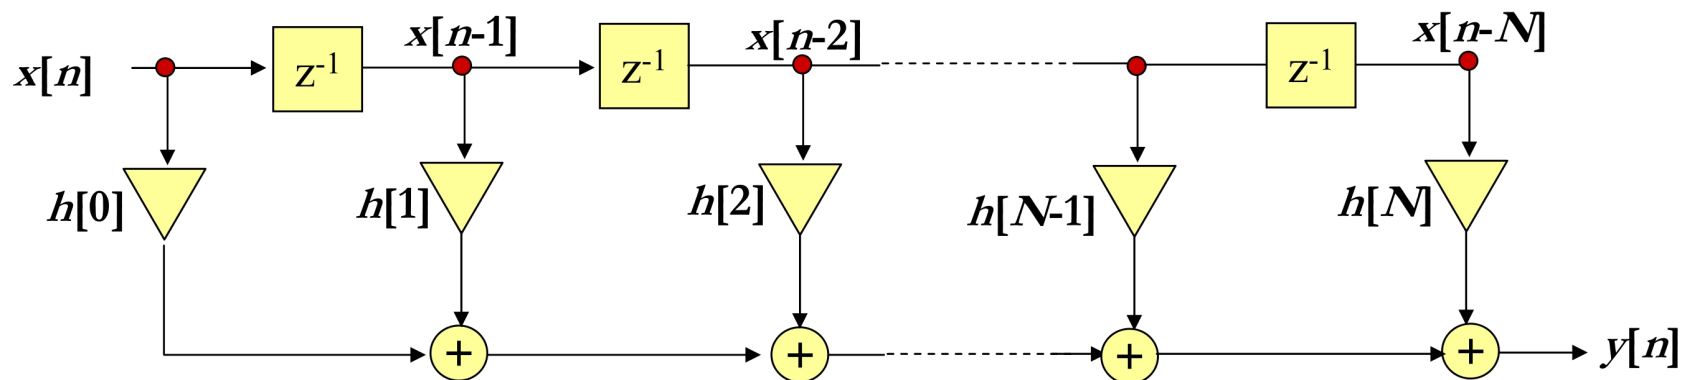 x[n]
z⁻¹
x[n-1]
z⁻¹
x[n-2]
z⁻¹
x[n-N]
h[0]
h[1]
h[2]
h[N-1]
h[N]
+
+
+
+
y[n]